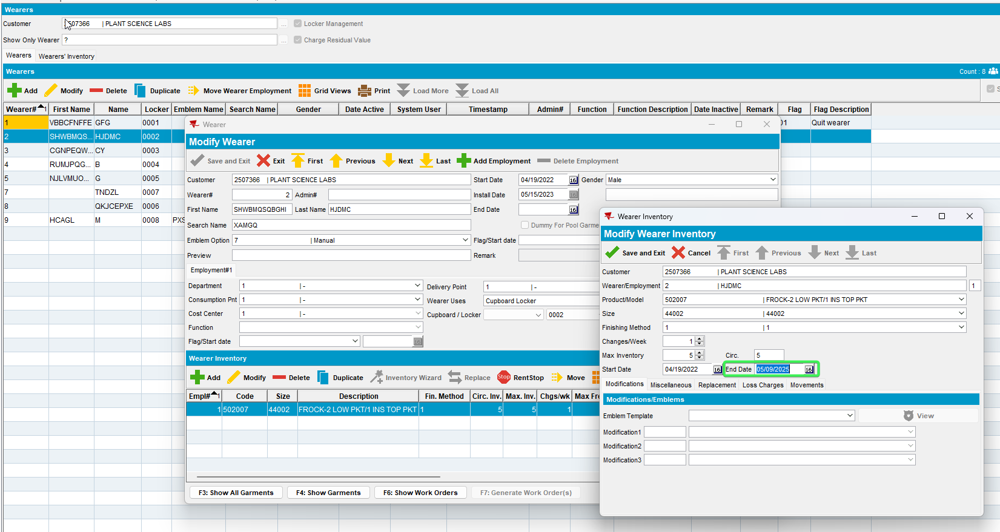 Wearers
Customer 2507366 | PLANT SCIENCE LABS ... Locker Management
Show Only Wearer ? ... Charge Residual Value
Wearers Wearers' Inventory
Wearers Count : 8
Add Modify Delete Duplicate Move Wearer Employment Grid Views Print Load More Load All S
Wearer# 1 First Name Name Locker Emblem Name Search Name Gender Date Active System User Timestamp Admin# Function Function Description Date Inactive Remark Flag Flag Description
1 VBBCFNFFE GFG 0001 01 Quit wearer
2 SHWBMQS... HJDMC 0002
3 CGNPEQW... CY 0003
4 RUMJPQG... B 0004
5 NJLVMUO... G 0005
7 TNDZL 0007
8 QKJCEPXE 0006
9 HCAGL M 0008 PXS
Wearer
Modify Wearer
Save and Exit Exit First Previous Next Last Add Employment Delete Employment
Customer 2507366 | PLANT SCIENCE LABS Start Date 04/19/2022 16 Gender Male
Wearer# 2 Admin# Install Date 05/15/2023 16
First Name SHWBMQSQBGHI Last Name HJDMC End Date 16
Search Name XAMGQ Dummy For Pool Garme
Emblem Option 7 | Manual Flag/Start date
Preview Remark
Employment#1
Department 1 | - Delivery Point 1 | -
Consumption Pnt 1 | - Wearer Uses Cupboard Locker
Cost Center 1 | - Cupboard / Locker 0002
Function
Flag/Start date 16
Wearer Inventory
Add Modify Delete Duplicate Inventory Wizard Replace Stop RentStop Move
Empl# 1 Code Size Description Fin. Method Circ. Inv. Max. Inv. Chgs/wk Max Fre
1 502007 44002 FROCK-2 LOW PKT/1 INS TOP PKT 1 5 5 1
F3: Show All Garments F4: Show Garments F6: Show Work Orders F7: Generate Work Order(s)
Wearer Inventory
Modify Wearer Inventory
Save and Exit Cancel First Previous Next Last
Customer 2507366 | PLANT SCIENCE LABS
Wearer/Employment 2 | HJDMC 1
Product/Model 502007 | FROCK-2 LOW PKT/1 INS TOP PKT
Size 44002 | 44002
Finishing Method 1 | 1
Changes/Week 1
Max Inventory 5 Circ. 5
Start Date 04/19/2022 16 End Date 05/09/2025 16
Modifications Miscellaneous Replacement Loss Charges Movements
Modifications/Emblems
Emblem Template View
Modification1
Modification2
Modification3